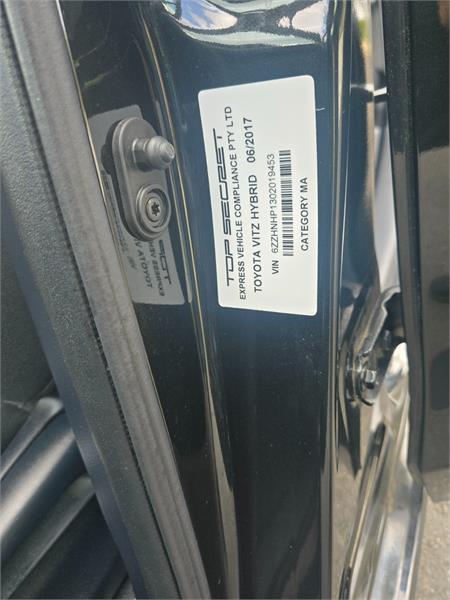 TOP SECRET
EXPRESS VEHICLE COMPLIANCE PTY LTD
TOYOTA VITZ HYBRID 06/2017
VIN 6ZZHNHP1302019453
CATEGORY MA